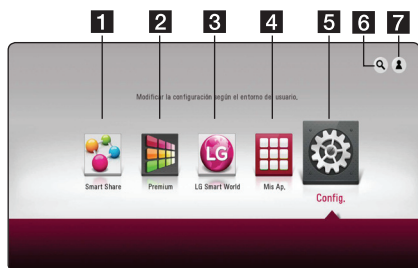 1 2 3 4 5 6 7
Modificar la configuración según el entorno de usuario.
LG
Smart Share Premium LG Smart World Mis Ap. Config.